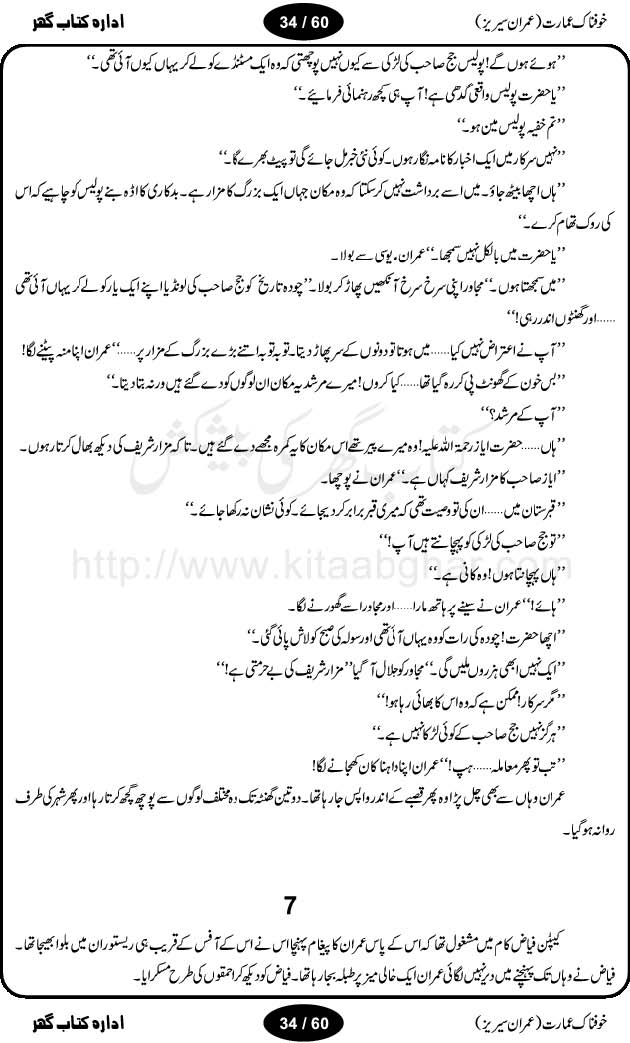 خوفناک عمارت (عمران سیریز)
34 / 60
اداره کتاب گھر
’’ہوئے ہوں گے! پولیس جج صاحب کی لڑکی سے کیوں نہیں پوچھتی کہ وہ ایک مسٹنڈے کو لے کر یہاں کیوں آئی تھی۔‘‘
’’یا حضرت پولیس واقعی گدھی ہے! آپ ہی کچھ رہنمائی فرمائیے۔‘‘
’’تم خفیہ پولیس مین ہو۔‘‘
’’نہیں سرکار میں ایک اخبار کا نامہ نگار ہوں۔ کوئی نئی خبر مل جائے گی تو پیٹ بھرے گا۔‘‘
’’ہاں اچھا بیٹھ جاؤ۔ میں اسے برداشت نہیں کر سکتا کہ وہ مکان جہاں ایک بزرگ کا مزار ہے۔ بدکاری کا اڈہ بنے پولیس کو چاہیے کہ اس
کی روک تھام کرے۔‘‘
’’یا حضرت میں بالکل نہیں سمجھا۔‘‘ عمران۔ یوسی سے بولا۔
’’میں سمجھتا ہوں۔‘‘ مجاور اپنی سرخ سرخ آنکھیں پھاڑ کر بولا۔ ’’چودہ تاریخ کو جج صاحب کی لونڈیا اپنے ایک یار کو لے کر یہاں آئی تھی
......اور گھنٹوں اندر رہی!‘‘
’’آپ نے اعتراض نہیں کیا......میں ہوتا تو دونوں کے سر پھاڑ دیتا۔ توبہ توبہ اتنے بڑے بزرگ کے مزار پر......‘‘ عمران اپنا منہ پیٹنے لگا!
’’بس خون کے گھونٹ پی کر رہ گیا تھا......کیا کروں! میرے مرشد یہ مکان ان لوگوں کو دے گئے ہیں ورنہ بتا دیتا۔‘‘
’’آپ کے مرشد؟‘‘
’’ہاں......حضرت ایاز رحمۃ اللہ علیہ! وہ میرے پیر تھے اس مکان کا یہ کمرہ مجھے دے گئے ہیں۔ تاکہ مزار شریف کی دیکھ بھال کرتا رہوں۔
’’ایاز صاحب کا مزار شریف کہاں ہے۔‘‘ عمران نے پوچھا۔
’’قبرستان میں......ان کی تو وصیت تھی کہ میری قبر برابر کر دی جائے۔ کوئی نشان نہ رکھا جائے۔‘‘
’’تو جج صاحب کی لڑکی کو پہچانتے ہیں آپ!‘‘
’’ہاں پہچانتا ہوں! وہ کانی ہے۔‘‘
’’ہائے!‘‘ عمران نے سینے پر ہاتھ مارا......اور مجاور اسے گھورنے لگا۔
’’اچھا حضرت! چودہ کی رات کو وہ یہاں آئی تھی اور سولہ کی صبح کو لاش پائی گئی۔‘‘
’’ایک نہیں ابھی ہزروں ملیں گی۔‘‘ مجاور کو جلال آ گیا ’’مزار شریف کی بے حرمتی ہے!‘‘
’’مگر سرکار! ممکن ہے کہ وہ اس کا بھائی رہا ہو!‘‘
’’ہرگز نہیں جج صاحب کے کوئی لڑکا نہیں ہے۔‘‘
’’تب تو پھر معاملہ......ہپ!‘‘ عمران اپنا داہنا کان کھجانے لگا!
عمران وہاں سے بھی چل پڑا وہ پھر قصبے کے اندر واپس جا رہا تھا۔ دو تین گھنٹہ تک وہ مختلف لوگوں سے پوچھ گچھ کرتا رہا اور پھر شہر کی طرف
روانہ ہو گیا۔
7
کیپٹن فیاض کام میں مشغول تھا کہ اس کے پاس عمران کا پیغام پہنچا اس نے اس کے آفس کے قریب ہی ریستوران میں بلوا بھیجا تھا۔
فیاض نے وہاں تک پہنچنے میں دیر نہیں لگائی عمران ایک خالی میز پر طبلہ بجا رہا تھا۔ فیاض کو دیکھ کر احمقوں کی طرح مسکرایا۔
کتاب گھر کی پیشکش
http://www.kitaabghar.com
خوفناک عمارت (عمران سیریز)
34 / 60
اداره کتاب گھر